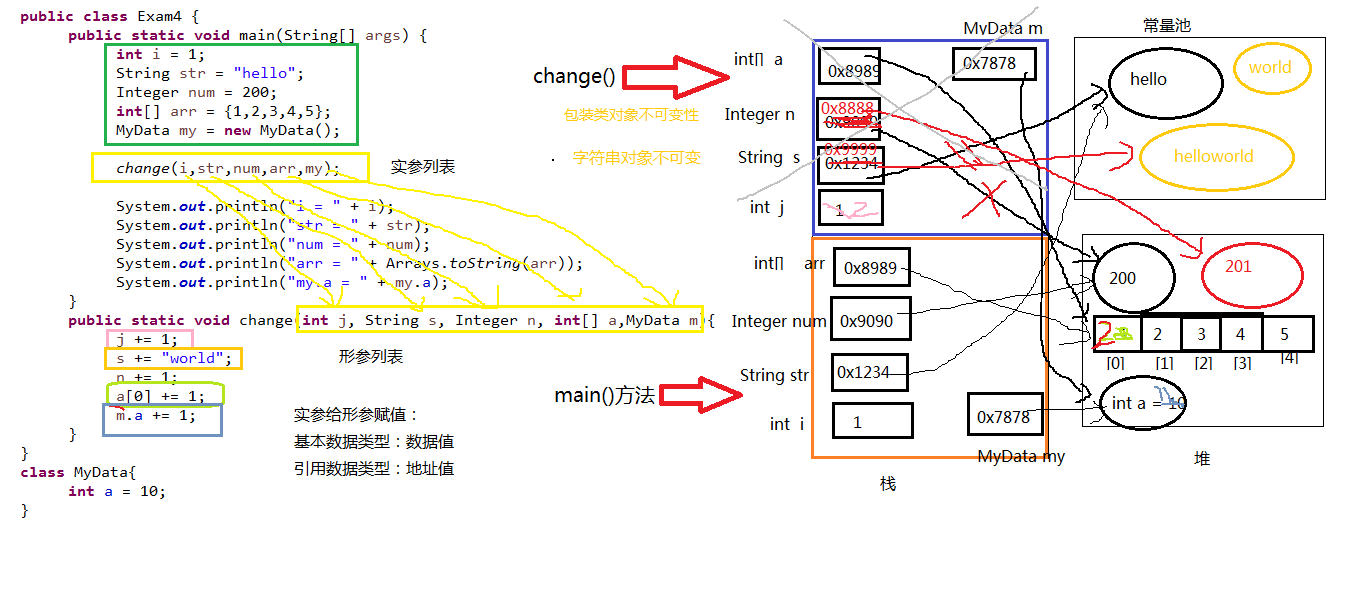 public class Exam4 {
public static void main(String[] args) {
int i = 1;
String str = "hello";
Integer num = 200;
int[] arr = {1,2,3,4,5};
MyData my = new MyData();
change(i,str,num,arr,my);
实参列表
System.out.println("i = " + i);
System.out.println("str = " + str);
System.out.println("num = " + num);
System.out.println("arr = " + Arrays.toString(arr));
System.out.println("my.a = " + my.a);
}
public static void change(int j, String s, Integer n, int[] a,MyData m){
j += 1;
s += "world";
n += 1;
a[0] += 1;
m.a += 1;
}
}
class MyData{
int a = 10;
}
形参列表
实参给形参赋值：
基本数据类型：数据值
引用数据类型：地址值
change()
包装类对象不可变性
字符串对象不可变
main()方法
MyData m
int[] a
0x8989
0x7878
Integer n
0x8888
String s
0x9999
0x1234
int j
1 2
int[] arr
0x8989
Integer num
0x9090
String str
0x1234
int i
1
0x7878
MyData my
栈
常量池
hello
world
helloworld
200
201
2
2
3
4
5
[0]
[1]
[2]
[3]
[4]
int a = 10
11
堆